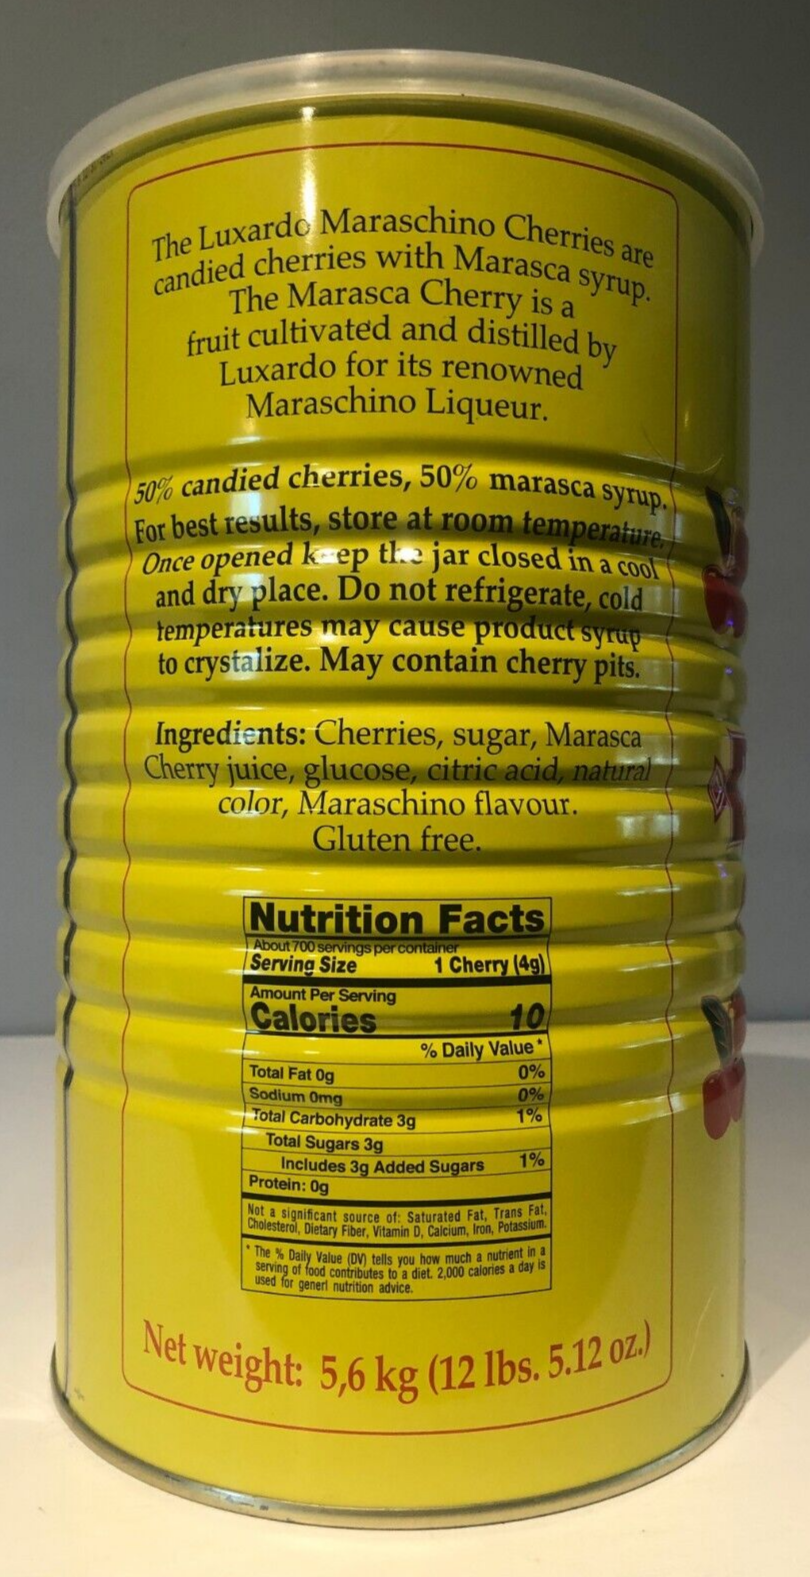 The Luxardo Maraschino Cherries are
candied cherries with Marasca syrup.
The Marasca Cherry is a
fruit cultivated and distilled by
Luxardo for its renowned
Maraschino Liqueur.
50% candied cherries, 50% marasca syrup.
For best results, store at room temperature.
Once opened keep the jar closed in a cool
and dry place. Do not refrigerate, cold
temperatures may cause product syrup
to crystalize. May contain cherry pits.
Ingredients: Cherries, sugar, Marasca
Cherry juice, glucose, citric acid, natural
color, Maraschino flavour.
Gluten free.
Nutrition Facts
About 700 servings per container
Serving Size 1 Cherry (4g)
Amount Per Serving
Calories 10
% Daily Value*
Total Fat 0g 0%
Sodium 0mg 0%
Total Carbohydrate 3g 1%
Total Sugars 3g
Includes 3g Added Sugars 1%
Protein: 0g
Not a significant source of: Saturated Fat, Trans Fat,
Cholesterol, Dietary Fiber, Vitamin D, Calcium, Iron, Potassium.
* The % Daily Value (DV) tells you how much a nutrient in a
serving of food contributes to a diet. 2,000 calories a day is
used for generl nutrition advice.
Net weight: 5,6 kg (12 lbs. 5.12 oz.)